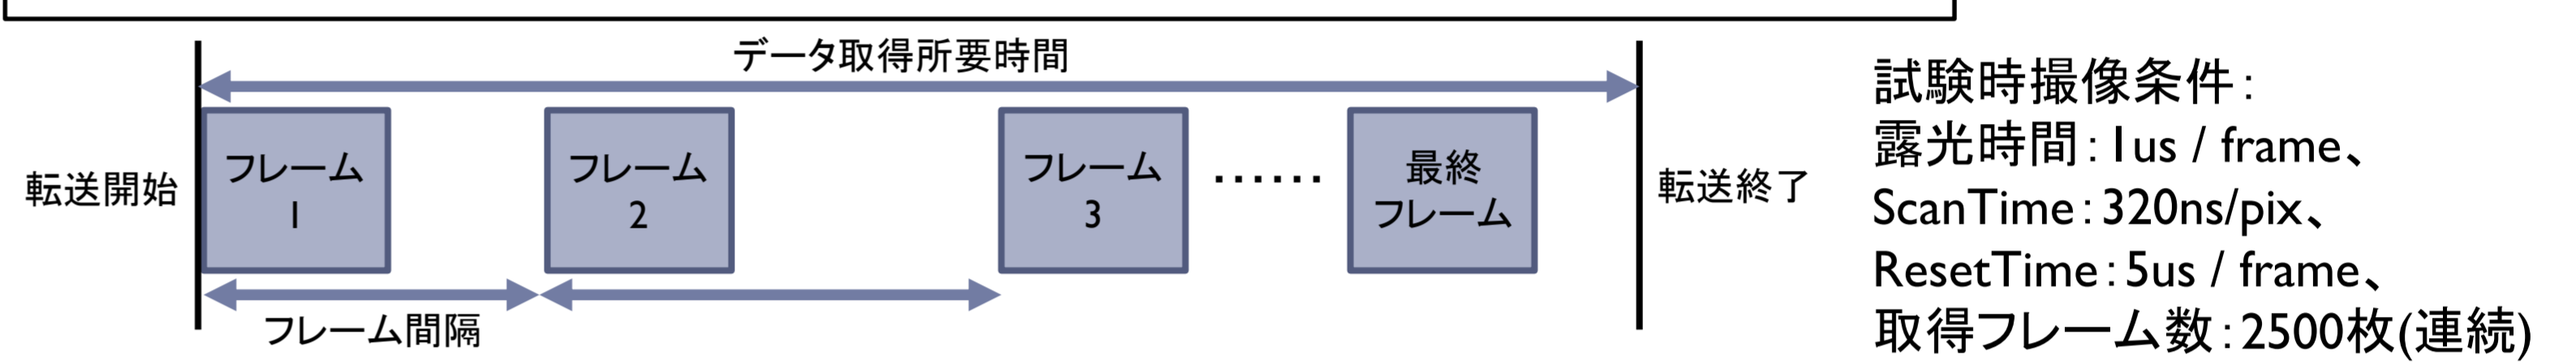 データ取得所要時間
転送開始
フレーム
1
フレーム
2
フレーム
3
……
最終
フレーム
転送終了
フレーム間隔
試験時撮像条件：
露光時間：1us / frame、
ScanTime：320ns/pix、
ResetTime：5us / frame、
取得フレーム数：2500枚(連続)